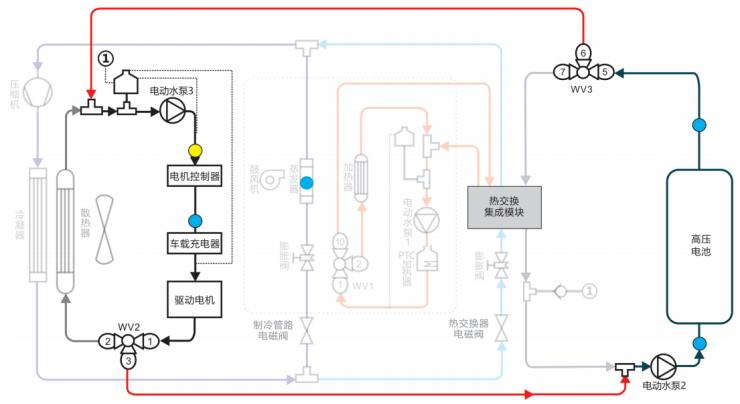 6
7
5
WV3
①
电动水泵3
压缩机
电机控制器
鼓风机
蒸发器
加热器
热交换
集成模块
高压
电池
冷凝器
散热器
车载充电器
电动水泵1
10
2
1
WV1
PTC
加热器
膨胀阀
膨胀阀
①
驱动电机
制冷管路
电磁阀
热交换器
电磁阀
WV2
2
1
3
电动水泵2